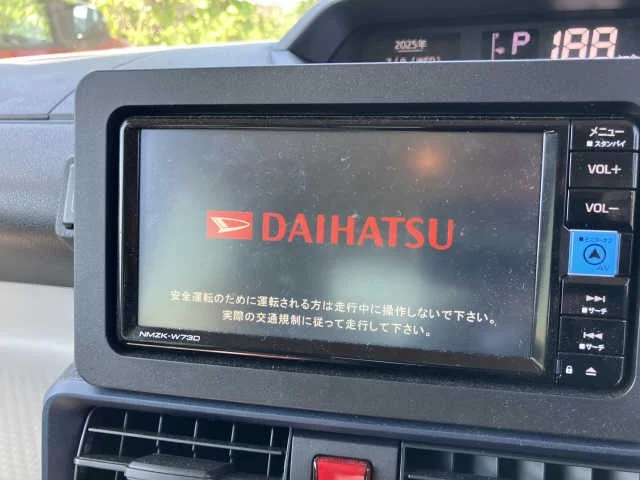 2025年
P 188
メニュー
■スタンバイ
VOL+
DAIHATSU
VOL−
AV
安全運転のために運転される方は走行中に操作しないで下さい。
実際の交通規制に従って走行して下さい。
■サーチ
NMZK-W73D
■サーチ